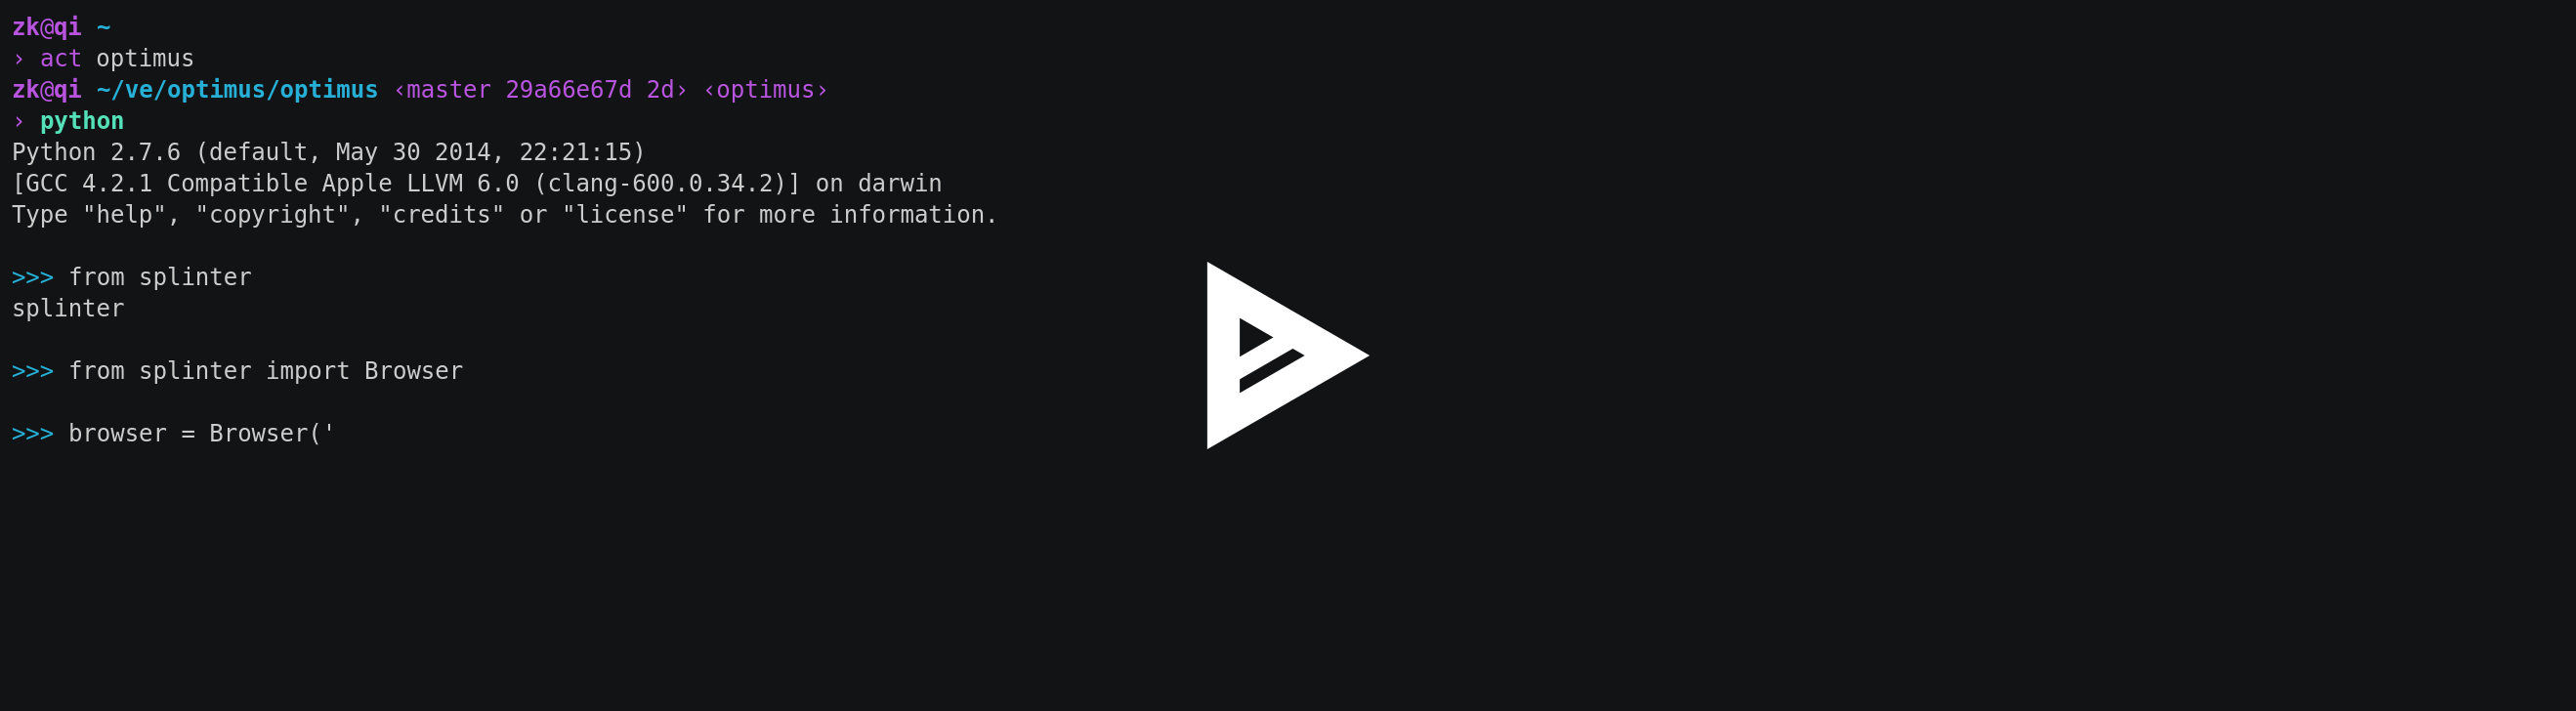 zk@qi ~
› act optimus
zk@qi ~/ve/optimus/optimus ‹master 29a66e67d 2d› ‹optimus›
› python
Python 2.7.6 (default, May 30 2014, 22:21:15)
[GCC 4.2.1 Compatible Apple LLVM 6.0 (clang-600.0.34.2)] on darwin
Type "help", "copyright", "credits" or "license" for more information.
>>> from splinter
splinter
>>> from splinter import Browser
>>> browser = Browser('